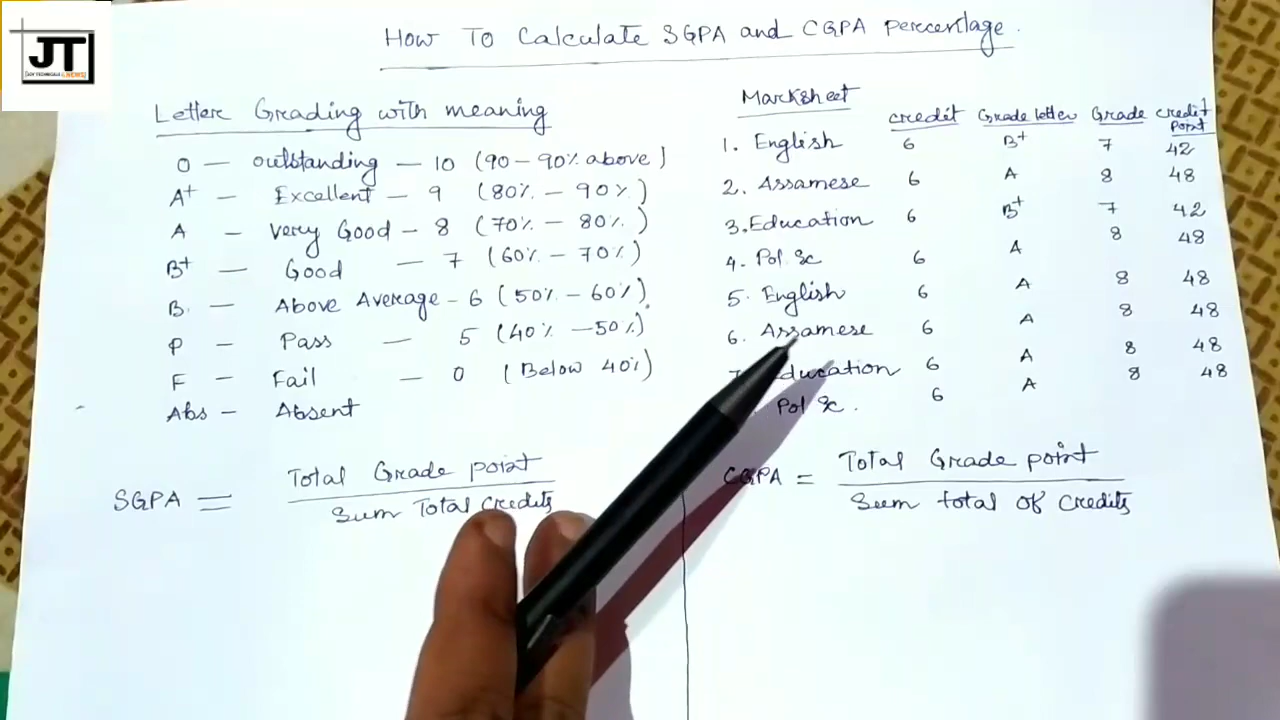 JT
How To Calculate SGPA and CGPA percentage.
Letter Grading with meaning
O — outstanding — 10 (90 – 90% above)
A+ — Excellent — 9 (80% – 90%)
A — Very Good – 8 (70% – 80%)
B+ — Good — 7 (60% – 70%)
B. — Above Average – 6 (50% – 60%)
P — Pass — 5 (40% – 50%)
F — Fail — 0 (Below 40%)
Abs – Absent
SGPA = Total Grade point
Sum Total Credits
Marksheet credit Grade letter Grade credit Point
1. English 6 B+ 7 42
2. Assamese 6 A 8 48
3. Education 6 B+ 7 42
4. Pol. Sc 6 A 8 48
5. English 6 A 8 48
6. Assamese 6 A 8 48
Education 6 A 8 48
Pol Sc. 6 A 8 48
CGPA = Total Grade point
Sum total of Credits